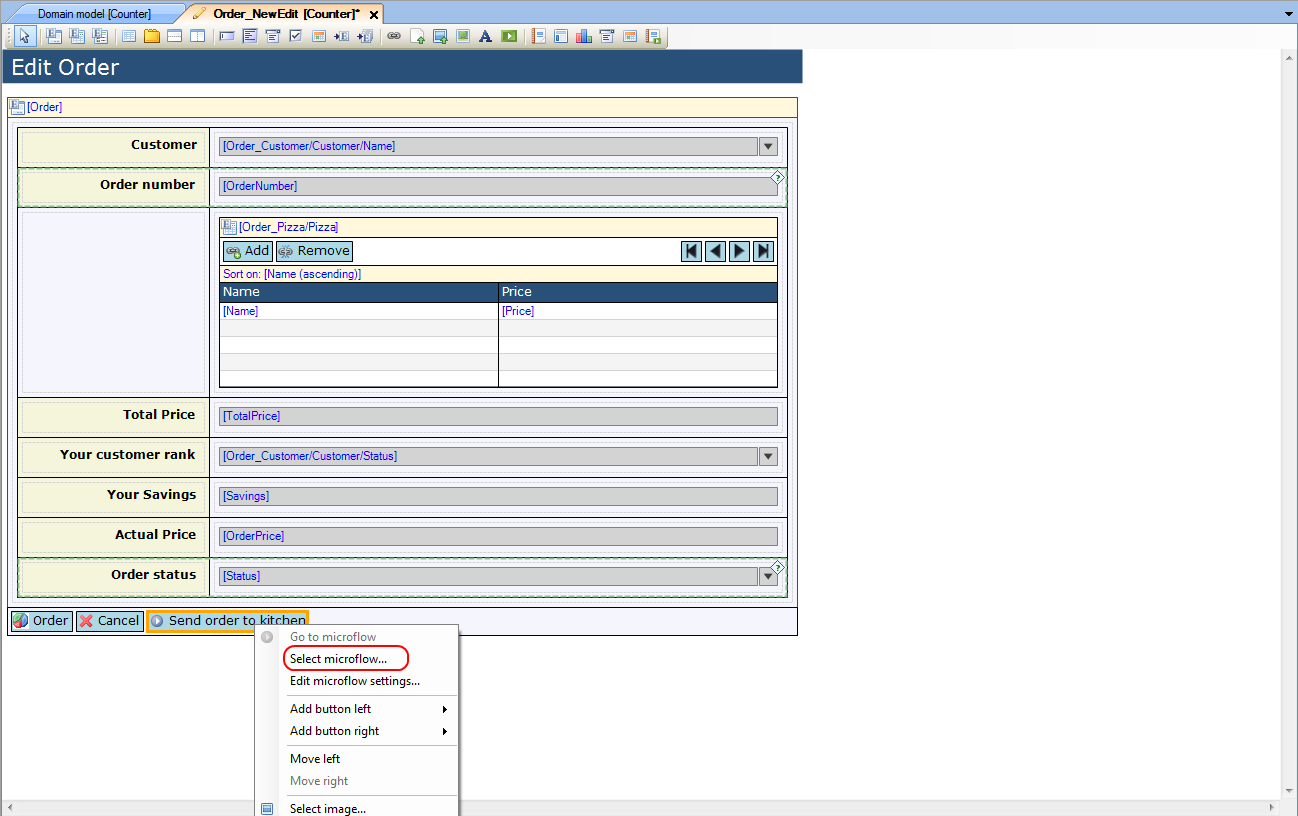 Domain model [Counter]
Order_NewEdit [Counter]*
Edit Order
[Order]
Customer
[Order_Customer/Customer/Name]
Order number
[OrderNumber]
[Order_Pizza/Pizza]
Add
Remove
Sort on: [Name (ascending)]
Name
Price
[Name]
[Price]
Total Price
[TotalPrice]
Your customer rank
[Order_Customer/Customer/Status]
Your Savings
[Savings]
Actual Price
[OrderPrice]
Order status
[Status]
Order
Cancel
Send order to kitchen
Go to microflow
Select microflow...
Edit microflow settings...
Add button left
Add button right
Move left
Move right
Select image...